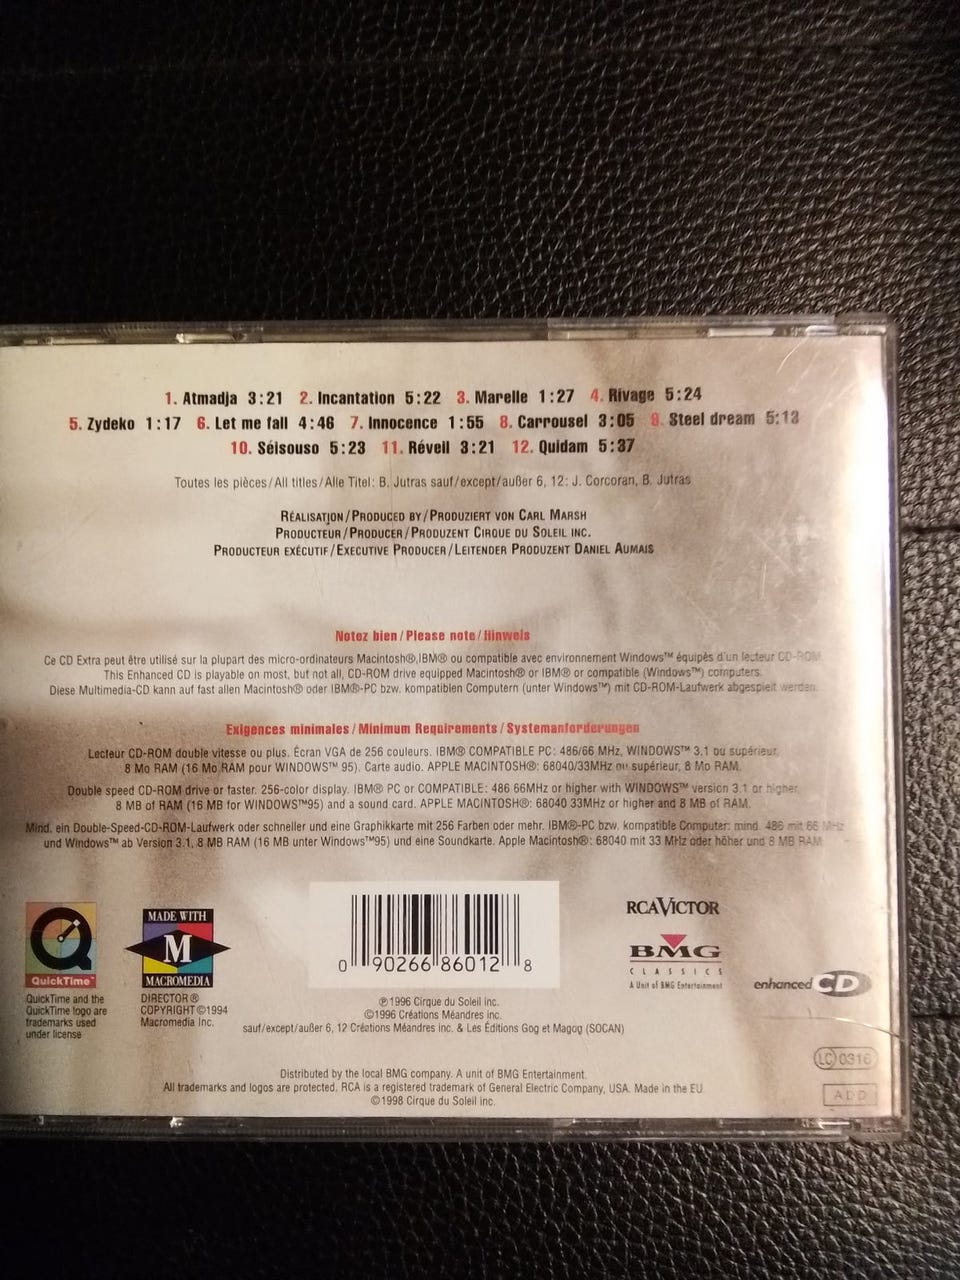 1. Atmadja 3:21 2. Incantation 5:22 3. Marelle 1:27 4. Rivage 5:24
5. Zydeko 1:17 6. Let me fall 4:46 7. Innocence 1:55 8. Carrousel 3:05 9. Steel dream 5:13
10. Séisouso 5:23 11. Réveil 3:21 12. Quidam 5:37
Toutes les pièces/All titles/Alle Titel: B. Jutras sauf/except/außer 6, 12: J. Corcoran, B. Jutras
RÉALISATION/PRODUCED BY/PRODUZIERT VON CARL MARSH
PRODUCTEUR/PRODUCER/PRODUZENT CIRQUE DU SOLEIL INC.
PRODUCTEUR EXÉCUTIF/EXECUTIVE PRODUCER/LEITENDER PRODUZENT DANIEL AUMAIS
Notez bien/Please note/Hinweis
Ce CD Extra peut être utilisé sur la plupart des micro-ordinateurs Macintosh®, IBM® ou compatible avec environnement Windows™ équipés d'un lecteur CD-ROM
This Enhanced CD is playable on most, but not all, CD-ROM drive equipped Macintosh® or IBM® or compatible (Windows™) computers.
Diese Multimedia-CD kann auf fast allen Macintosh® oder IBM®-PC bzw. kompatiblen Computern (unter Windows™) mit CD-ROM-Laufwerk abgespielt werden.
Exigences minimales/Minimum Requirements/Systemanforderungen
Lecteur CD-ROM double vitesse ou plus. Écran VGA de 256 couleurs. IBM® COMPATIBLE PC: 486/66 MHz, WINDOWS™ 3.1 ou supérieur,
8 Mo RAM (16 Mo RAM pour WINDOWS™ 95). Carte audio. APPLE MACINTOSH®: 68040/33MHz ou supérieur, 8 Mo RAM.
Double speed CD-ROM drive or faster. 256-color display. IBM® PC or COMPATIBLE: 486 66MHz or higher with WINDOWS™ version 3.1 or higher,
8 MB of RAM (16 MB for WINDOWS™95) and a sound card. APPLE MACINTOSH®: 68040 33MHz or higher and 8 MB of RAM.
Mind. ein Double-Speed-CD-ROM-Laufwerk oder schneller und eine Graphikkarte mit 256 Farben oder mehr. IBM®-PC bzw. kompatible Computer: mind. 486 mit 66 MHz
und Windows™ ab Version 3.1, 8 MB RAM (16 MB unter Windows™95) und eine Soundkarte. Apple Macintosh®: 68040 mit 33 MHz oder höher und 8 MB RAM
QuickTime™
QuickTime and the
QuickTime logo are
trademarks used
under license
MADE WITH
M
MACROMEDIA
DIRECTOR®
COPYRIGHT ©1994
Macromedia Inc.
0 90266 86012 8
℗1996 Cirque du Soleil inc.
©1996 Créations Méandres inc.
sauf/except/außer 6, 12 Créations Méandres inc. & Les Éditions Gog et Magog (SOCAN)
RCA VICTOR
BMG
CLASSICS
A Unit of BMG Entertainment
enhanced CD
LC 0316
ADD
Distributed by the local BMG company. A unit of BMG Entertainment.
All trademarks and logos are protected. RCA is a registered trademark of General Electric Company, USA. Made in the EU
©1998 Cirque du Soleil inc.